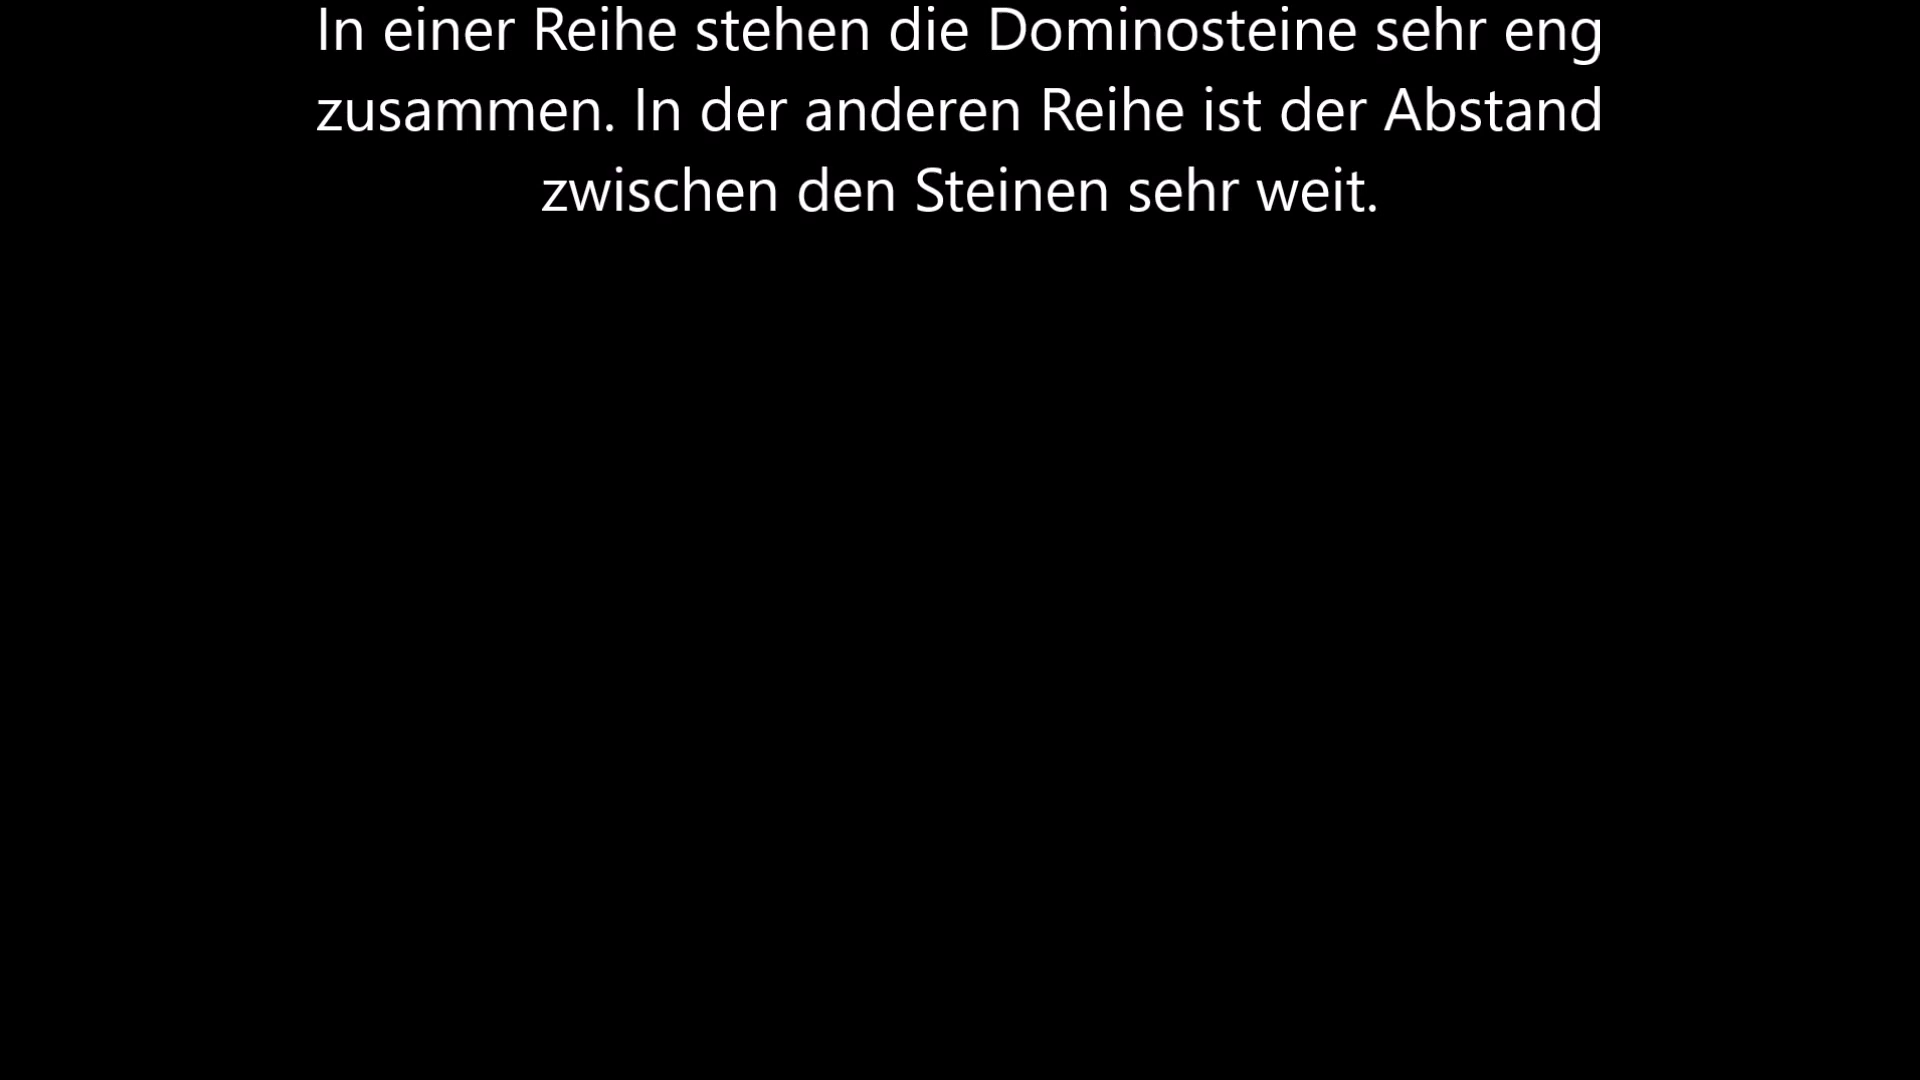 In einer Reihe stehen die Dominosteine sehr eng
zusammen. In der anderen Reihe ist der Abstand
zwischen den Steinen sehr weit.